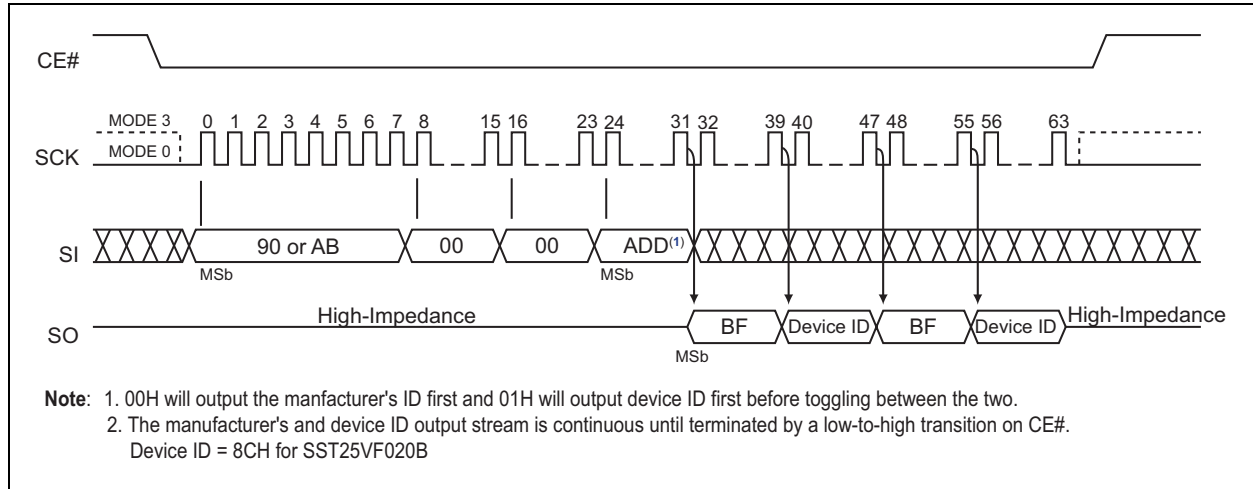 CE#
MODE 3 0 1 2 3 4 5 6 7 8 15 16 23 24 31 32 39 40 47 48 55 56 63
MODE 0
SCK
SI 90 or AB 00 00 ADD(1)
MSb MSb
SO High-Impedance BF Device ID BF Device ID High-Impedance
MSb
Note: 1. 00H will output the manfacturer's ID first and 01H will output device ID first before toggling between the two.
2. The manufacturer's and device ID output stream is continuous until terminated by a low-to-high transition on CE#.
Device ID = 8CH for SST25VF020B